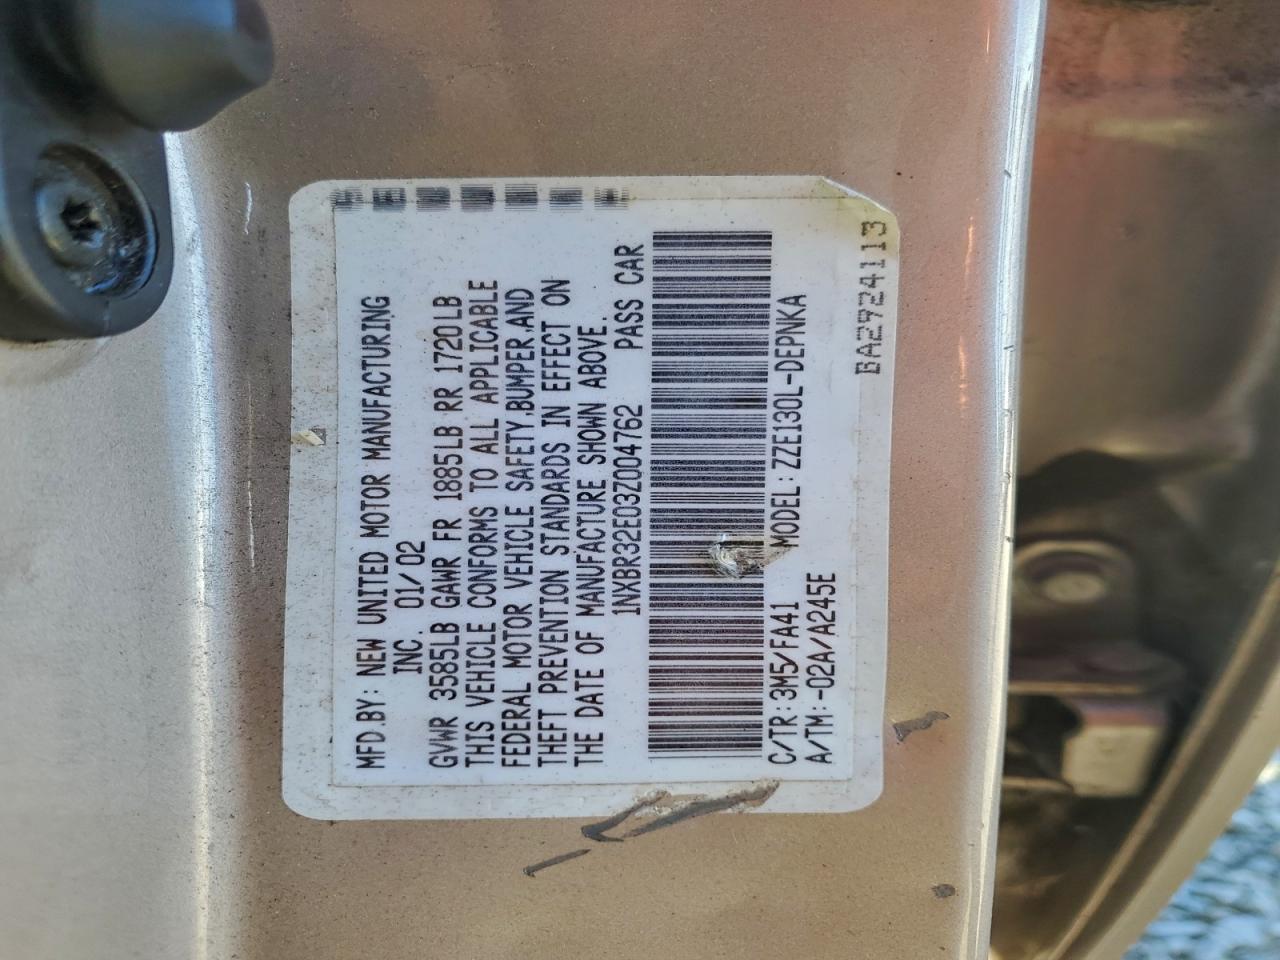 MFD.BY: NEW UNITED MOTOR MANUFACTURING
INC. 01/02
GVWR 3585LB GAWR FR 1885LB RR 1720LB
THIS VEHICLE CONFORMS TO ALL APPLICABLE
FEDERAL MOTOR VEHICLE SAFETY,BUMPER,AND
THEFT PREVENTION STANDARDS IN EFFECT ON
THE DATE OF MANUFACTURE SHOWN ABOVE.
1NXBR32E03Z004762 PASS CAR
C/TR: 3M5/FA41 MODEL: ZZE130L-DEPNKA
A/TM:-02A/A245E
BA2924113